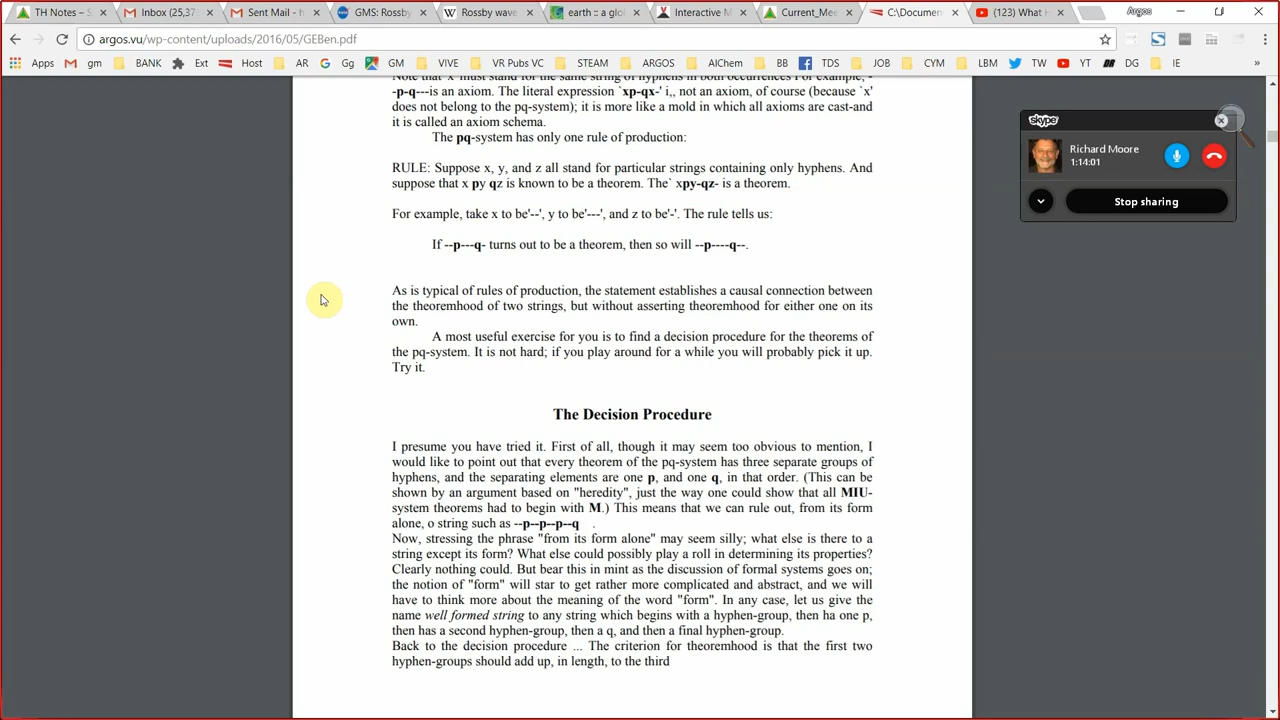 TH Notes – S
Inbox (25,37
Sent Mail - h
GMS: Rossby
Rossby wave
earth :: a glo
Interactive M
Current_Mee
C:\Documen
(123) What H
Argos
argos.vu/wp-content/uploads/2016/05/GEBen.pdf
Apps gm BANK Ext Host AR Gg GM VIVE VR Pubs VC SETH STEAM ARGOS AIChem BB TDS JOB CYM LBM TW YT DG IE »
Note that 'x' must stand for the same string of hyphens in both occurrences For example, -
-p-q---is an axiom. The literal expression `xp-qx-' i,, not an axiom, of course (because `x'
does not belong to the pq-system); it is more like a mold in which all axioms are cast-and
it is called an axiom schema.
The pq-system has only one rule of production:
RULE: Suppose x, y, and z all stand for particular strings containing only hyphens. And
suppose that x py qz is known to be a theorem. The` xpy-qz- is a theorem.
For example, take x to be'--', y to be'---', and z to be'-'. The rule tells us:
If --p---q- turns out to be a theorem, then so will --p----q--.
As is typical of rules of production, the statement establishes a causal connection between
the theoremhood of two strings, but without asserting theoremhood for either one on its
own.
A most useful exercise for you is to find a decision procedure for the theorems of
the pq-system. It is not hard; if you play around for a while you will probably pick it up.
Try it.
The Decision Procedure
I presume you have tried it. First of all, though it may seem too obvious to mention, I
would like to point out that every theorem of the pq-system has three separate groups of
hyphens, and the separating elements are one p, and one q, in that order. (This can be
shown by an argument based on "heredity", just the way one could show that all MIU-
system theorems had to begin with M.) This means that we can rule out, from its form
alone, o string such as --p--p--p--q .
Now, stressing the phrase "from its form alone" may seem silly; what else is there to a
string except its form? What else could possibly play a roll in determining its properties?
Clearly nothing could. But bear this in mint as the discussion of formal systems goes on;
the notion of "form" will star to get rather more complicated and abstract, and we will
have to think more about the meaning of the word "form". In any case, let us give the
name well formed string to any string which begins with a hyphen-group, then ha one p,
then has a second hyphen-group, then a q, and then a final hyphen-group.
Back to the decision procedure ... The criterion for theoremhood is that the first two
hyphen-groups should add up, in length, to the third
skype
Richard Moore
1:14:01
Stop sharing